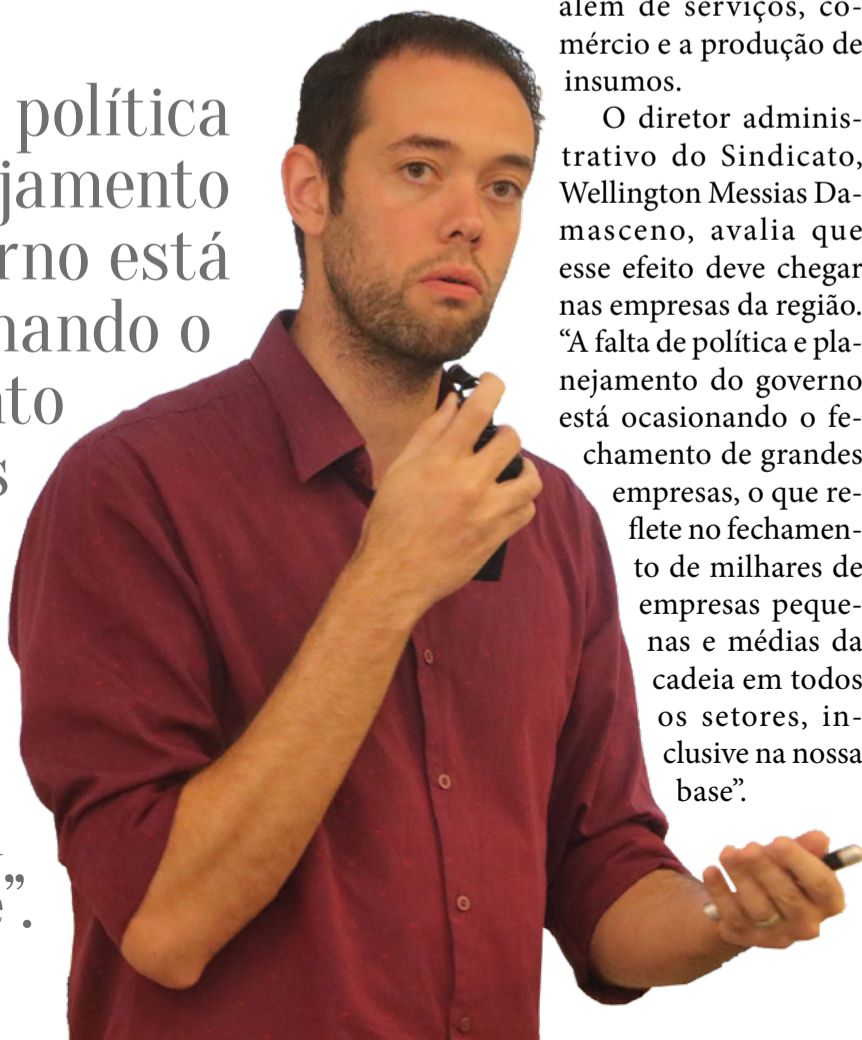 política
jamento
rno está
nando o
to
s
”.
além de serviços, co-
mércio e a produção de
insumos.
O diretor adminis-
trativo do Sindicato,
Wellington Messias Da-
masceno, avalia que
esse efeito deve chegar
nas empresas da região.
“A falta de política e pla-
nejamento do governo
está ocasionando o fe-
chamento de grandes
empresas, o que re-
flete no fechamen-
to de milhares de
empresas peque-
nas e médias da
cadeia em todos
os setores, in-
clusive na nossa
base”.